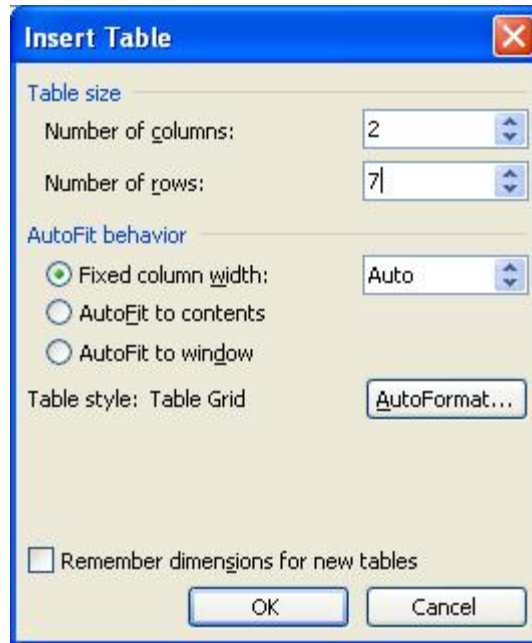 Insert Table
Table size
Number of columns: 2
Number of rows: 7
AutoFit behavior
Fixed column width: Auto
AutoFit to contents
AutoFit to window
Table style: Table Grid AutoFormat...
Remember dimensions for new tables
OK Cancel